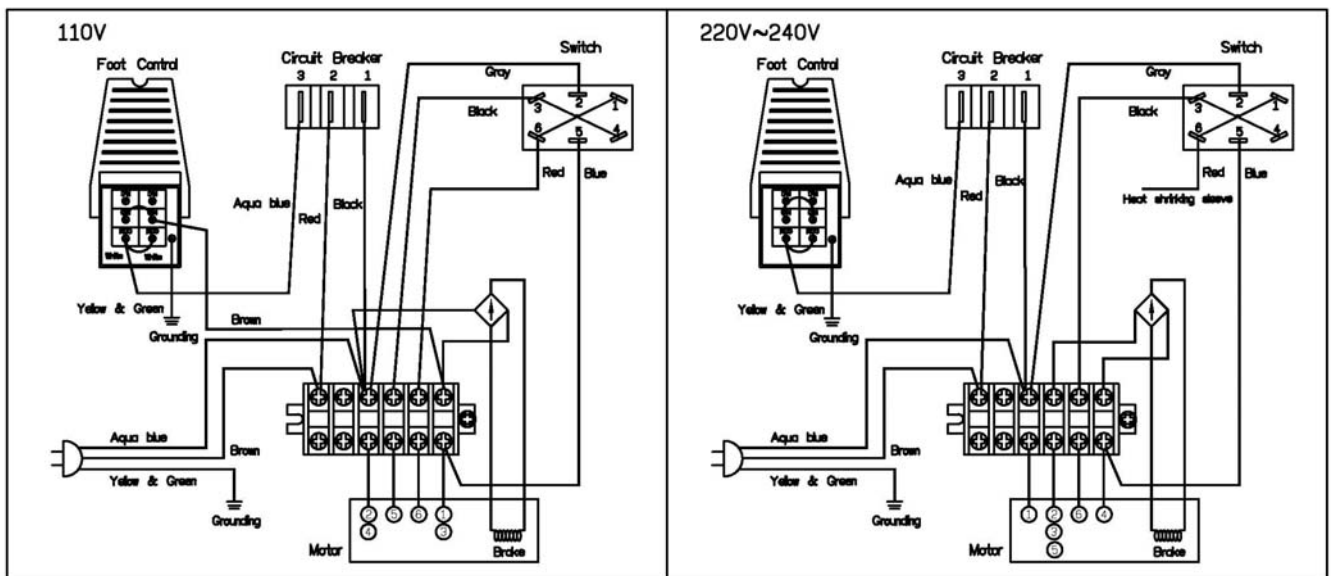 110V
Foot Control
Circuit Breaker
3 2 1
Switch
Gray
Black
3 2 1
6 5 4
Red
Blue
Aqua blue
Red
Black
White White
Yellow & Green
Grounding
Brown
Aqua blue
Brown
Yellow & Green
Grounding
2 5 6 1
4 3
Motor
Brake
220V~240V
Foot Control
Circuit Breaker
3 2 1
Switch
Gray
Black
3 2 1
6 5 4
Red
Blue
Heat shrinking sleeve
Aqua blue
Red
Black
Yellow & Green
Grounding
Aqua blue
Brown
Yellow & Green
Grounding
1 2 6 4
3
5
Motor
Brake